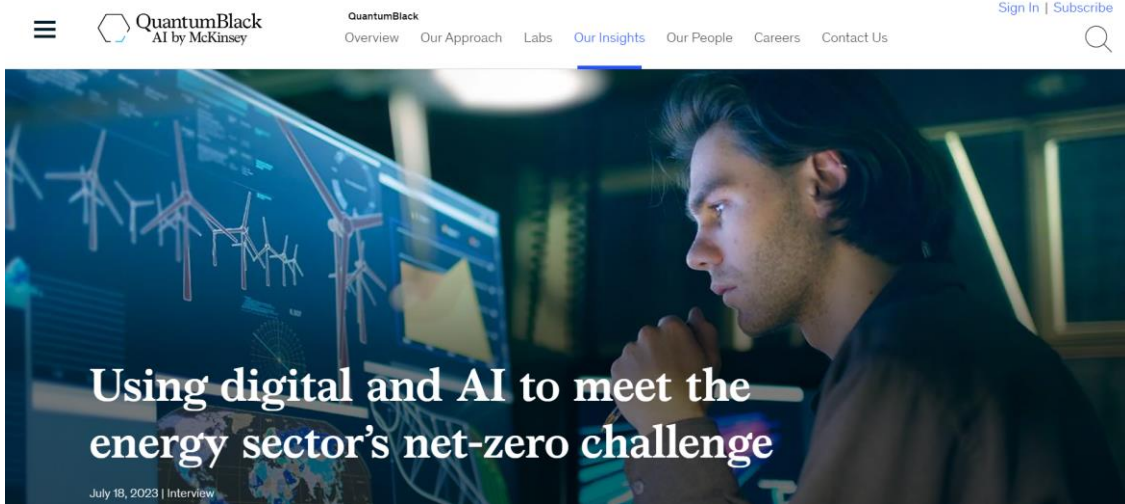 Sign In | Subscribe
QuantumBlack
AI by McKinsey
QuantumBlack
Overview Our Approach Labs Our Insights Our People Careers Contact Us
Using digital and AI to meet the
energy sector’s net-zero challenge
July 18, 2023 | Interview